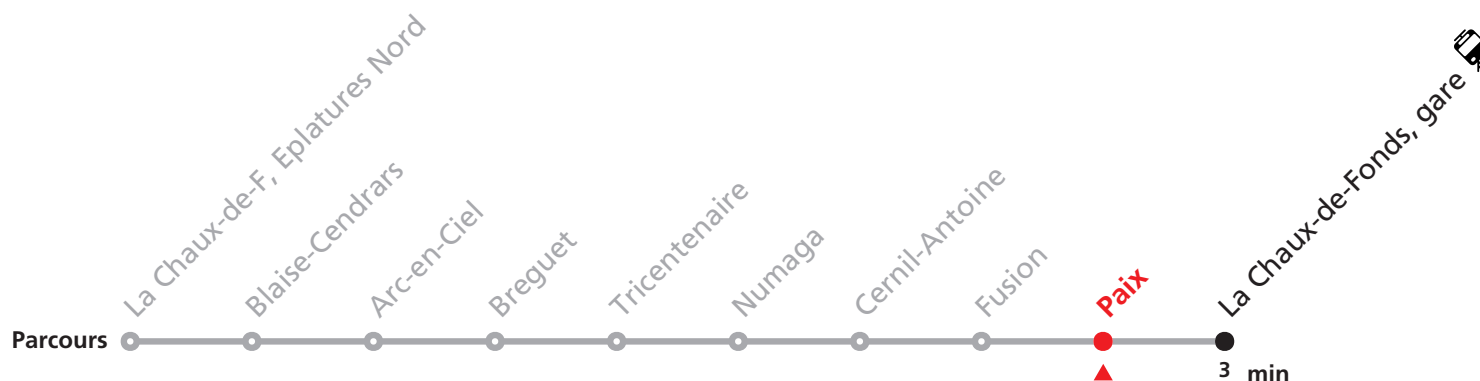 La Chaux-de-F, Eplatures Nord
Blaise-Cendrars
Arc-en-Ciel
Breguet
Tricentenaire
Numaga
Cernil-Antoine
Fusion
Paix
La Chaux-de-Fonds, gare
Parcours
3 min